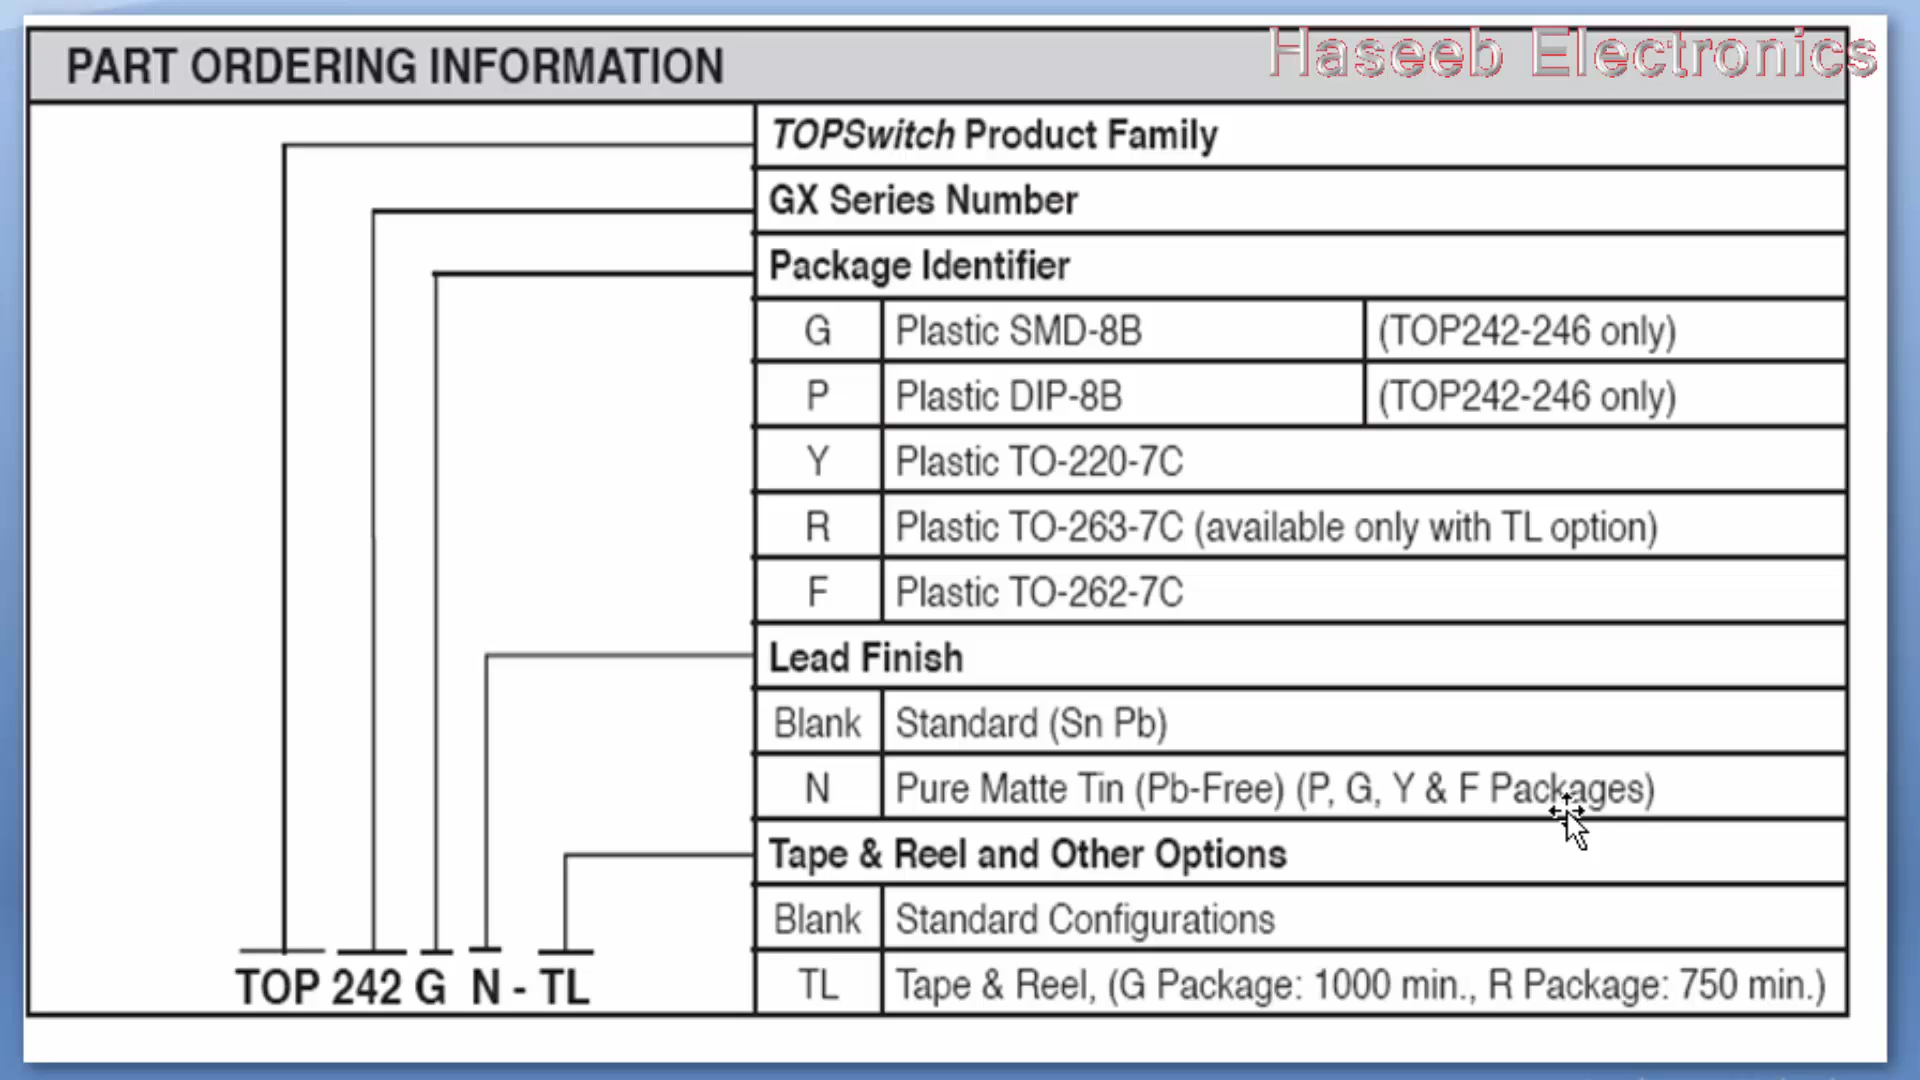 Haseeb Electronics
PART ORDERING INFORMATION
TOPSwitch Product Family
GX Series Number
Package Identifier
G Plastic SMD-8B (TOP242-246 only)
P Plastic DIP-8B (TOP242-246 only)
Y Plastic TO-220-7C
R Plastic TO-263-7C (available only with TL option)
F Plastic TO-262-7C
Lead Finish
Blank Standard (Sn Pb)
N Pure Matte Tin (Pb-Free) (P, G, Y & F Packages)
Tape & Reel and Other Options
Blank Standard Configurations
TL Tape & Reel, (G Package: 1000 min., R Package: 750 min.)
TOP 242 G N - TL